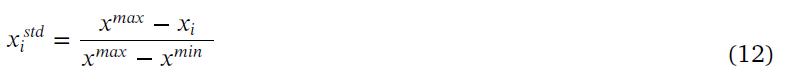 $x_i^{std} = \frac{x^{max} - x_i}{x^{max} - x^{min}}$ (12)